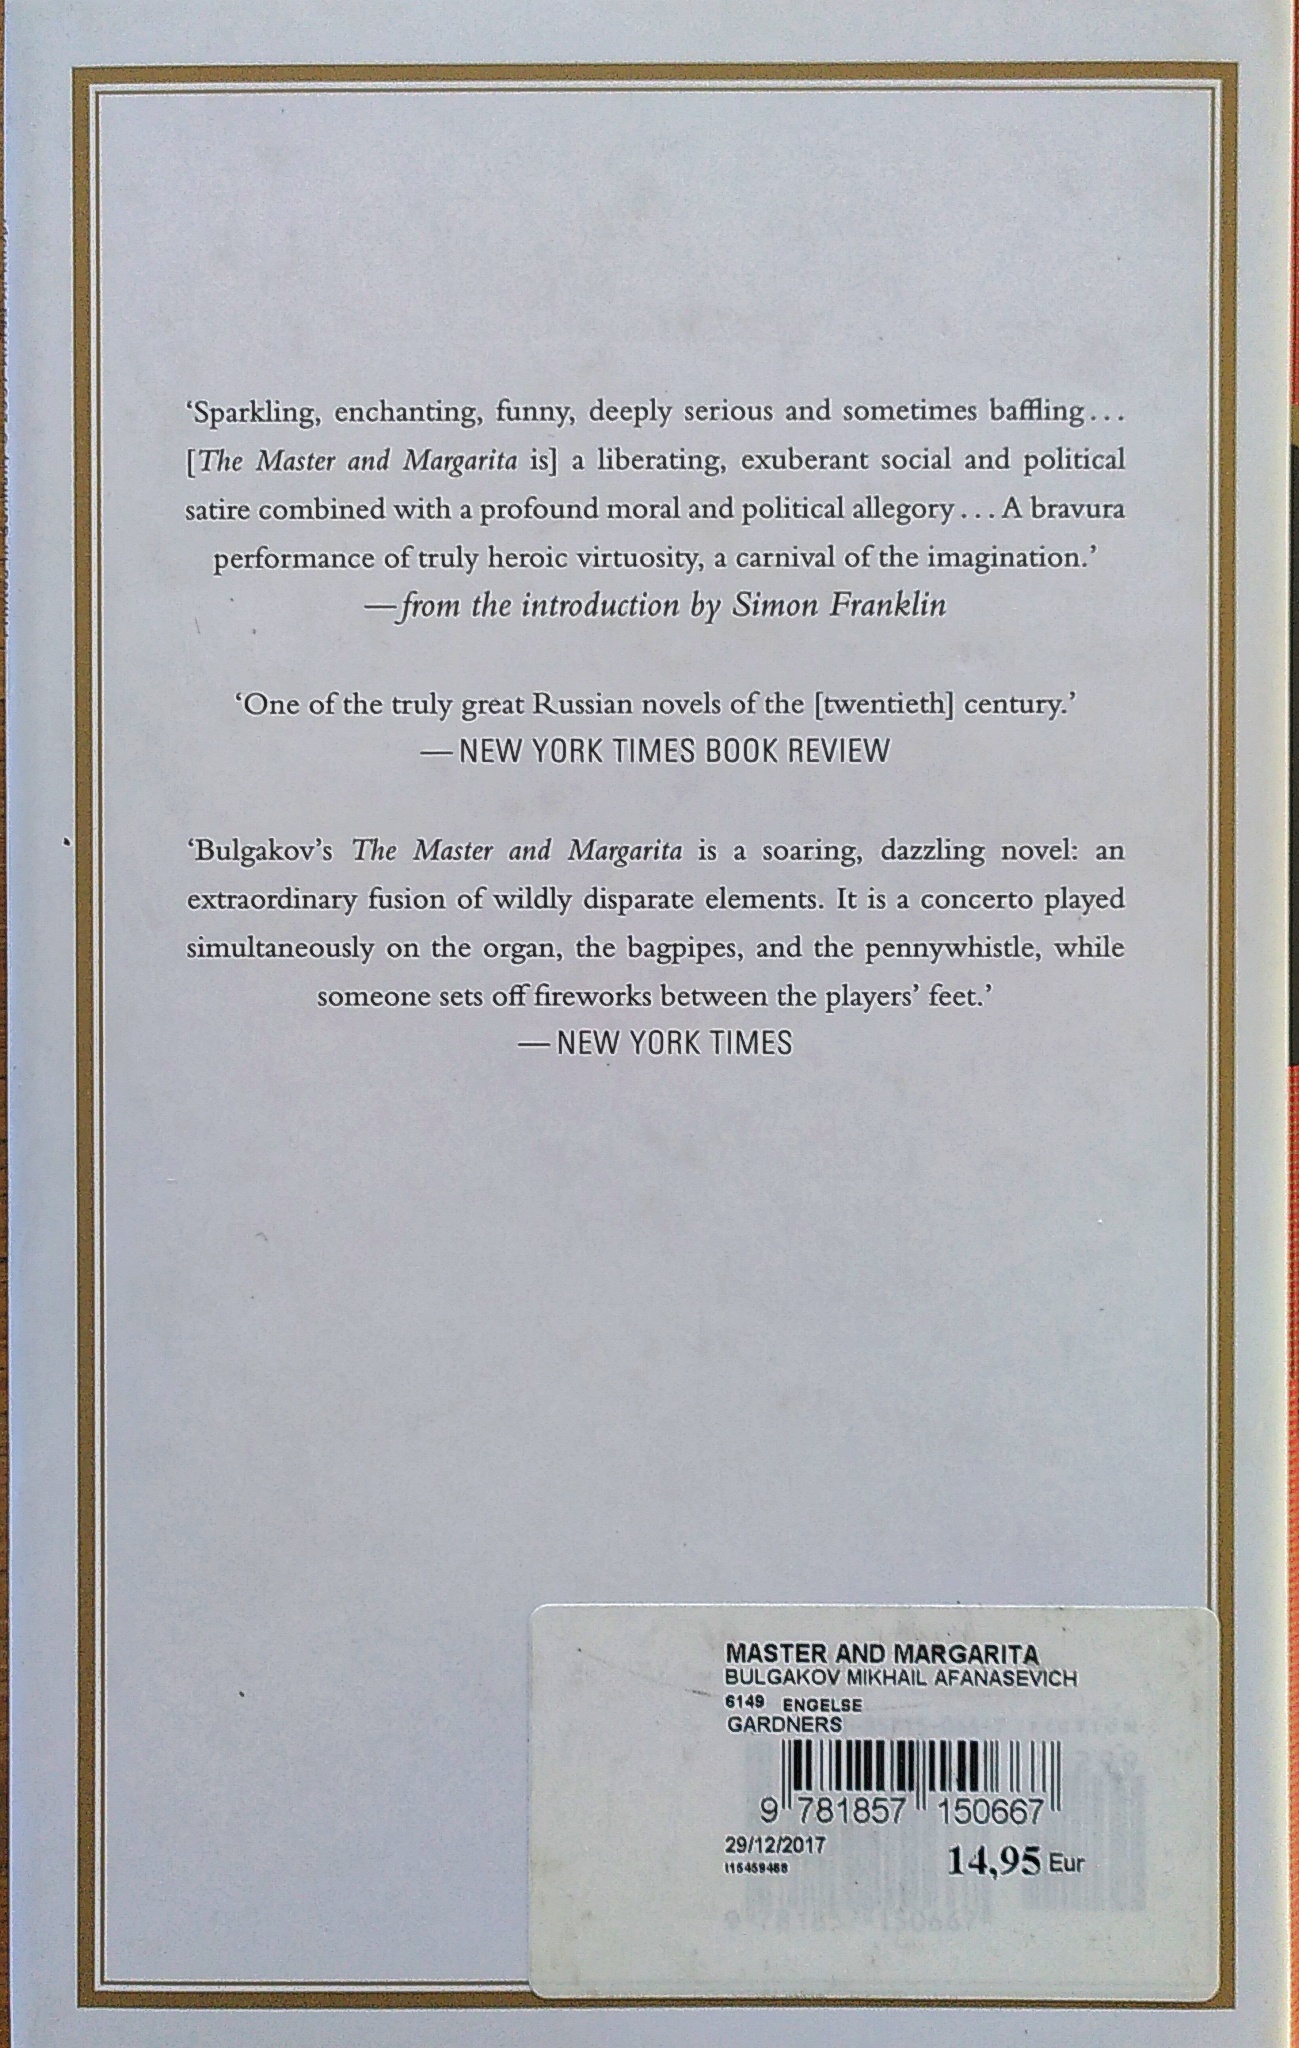 ‘Sparkling, enchanting, funny, deeply serious and sometimes baffling...
[The Master and Margarita is] a liberating, exuberant social and political
satire combined with a profound moral and political allegory... A bravura
performance of truly heroic virtuosity, a carnival of the imagination.’
—from the introduction by Simon Franklin
‘One of the truly great Russian novels of the [twentieth] century.’
— NEW YORK TIMES BOOK REVIEW
‘Bulgakov’s The Master and Margarita is a soaring, dazzling novel: an
extraordinary fusion of wildly disparate elements. It is a concerto played
simultaneously on the organ, the bagpipes, and the pennywhistle, while
someone sets off fireworks between the players’ feet.’
— NEW YORK TIMES
MASTER AND MARGARITA
BULGAKOV MIKHAIL AFANASEVICH
6149 ENGELSE
GARDNERS
9 781857 150667
29/12/2017
14,95 Eur